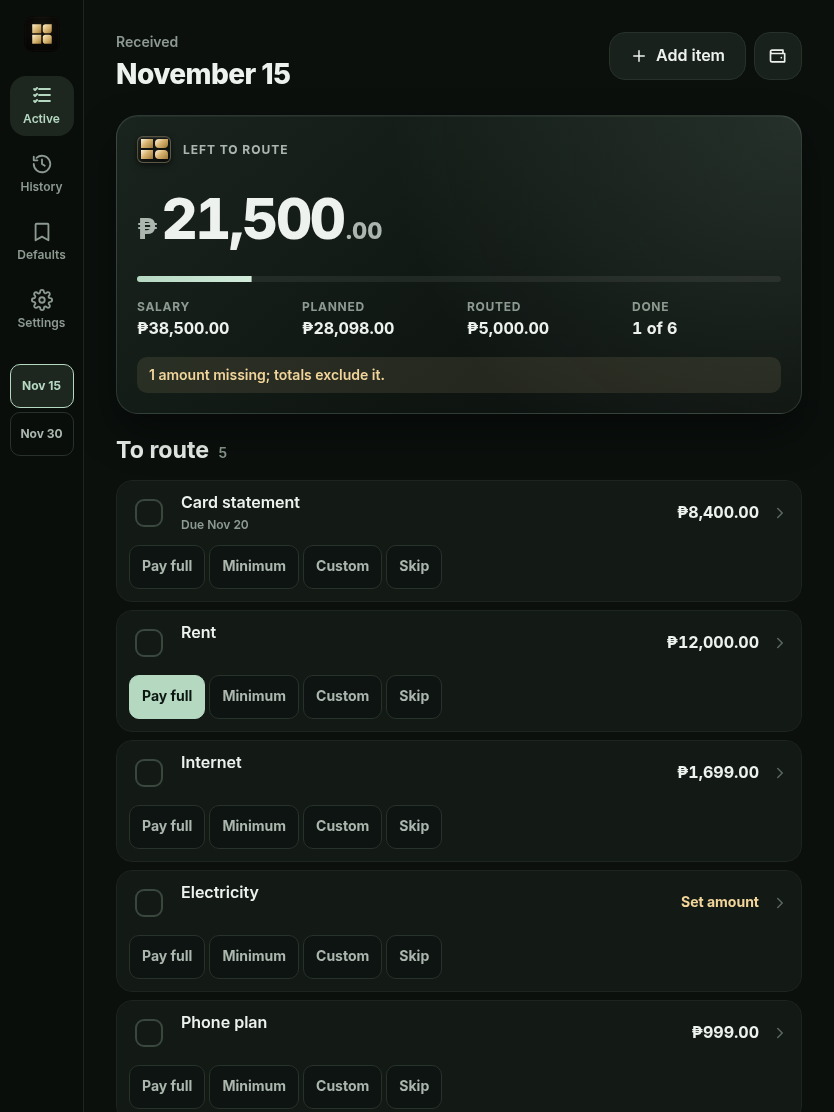 Received
November 15
Add item
Active
History
Defaults
Settings
Nov 15
Nov 30
LEFT TO ROUTE
₱21,500.00
SALARY PLANNED ROUTED DONE
₱38,500.00 ₱28,098.00 ₱5,000.00 1 of 6
1 amount missing; totals exclude it.
To route 5
Card statement ₱8,400.00
Due Nov 20
Pay full Minimum Custom Skip
Rent ₱12,000.00
Pay full Minimum Custom Skip
Internet ₱1,699.00
Pay full Minimum Custom Skip
Electricity Set amount
Pay full Minimum Custom Skip
Phone plan ₱999.00
Pay full Minimum Custom Skip